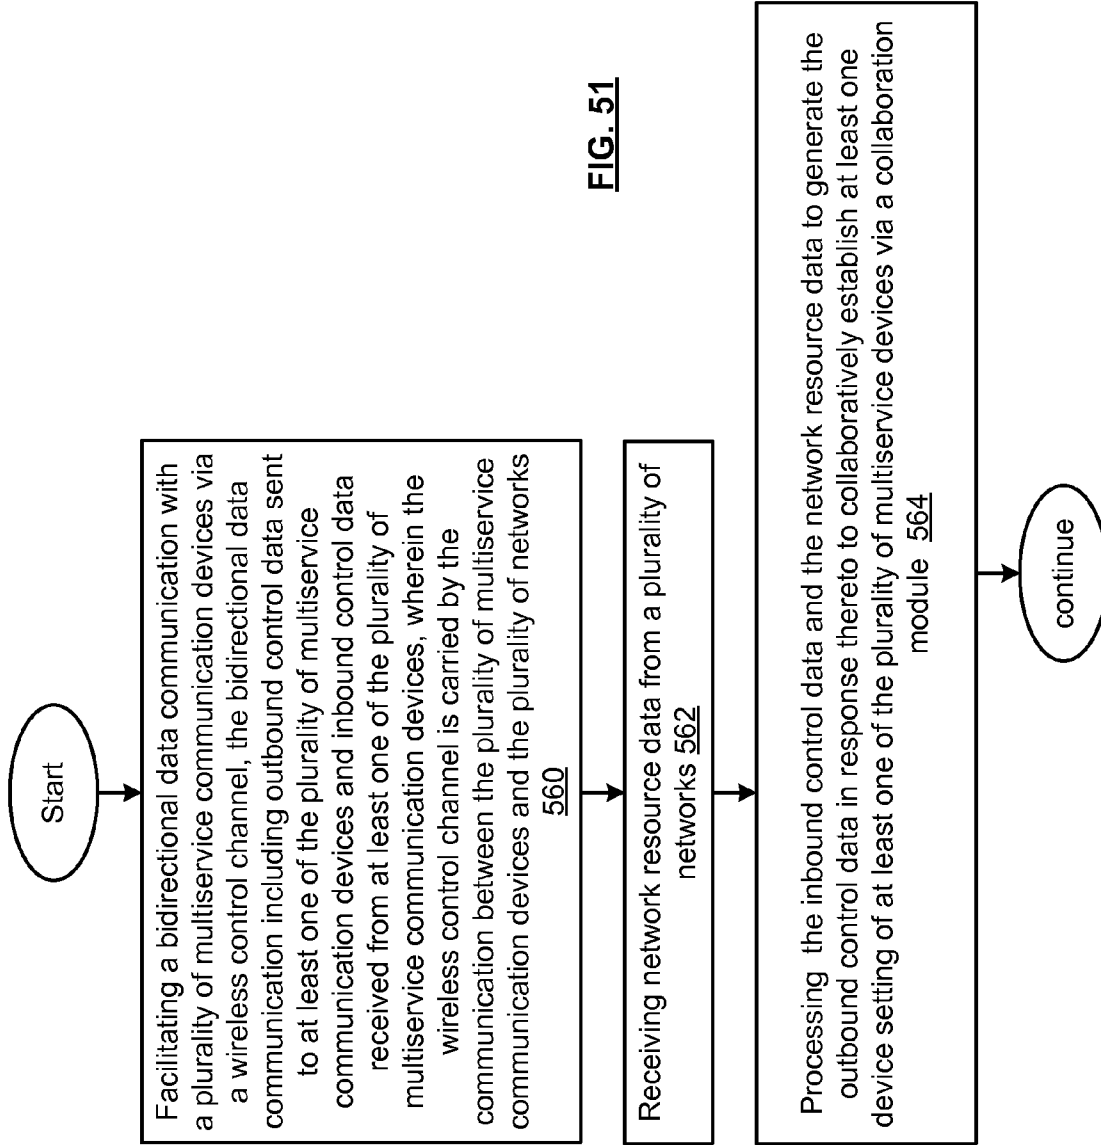 Start
Facilitating a bidirectional data communication with
a plurality of multiservice communication devices via
a wireless control channel, the bidirectional data
communication including outbound control data sent
to at least one of the plurality of multiservice
communication devices and inbound control data
received from at least one of the plurality of
multiservice communication devices, wherein the
wireless control channel is carried by the
communication between the plurality of multiservice
communication devices and the plurality of networks
560
Receiving network resource data from a plurality of
networks 562
Processing the inbound control data and the network resource data to generate the
outbound control data in response thereto to collaboratively establish at least one
device setting of at least one of the plurality of multiservice devices via a collaboration
module 564
continue
FIG. 51